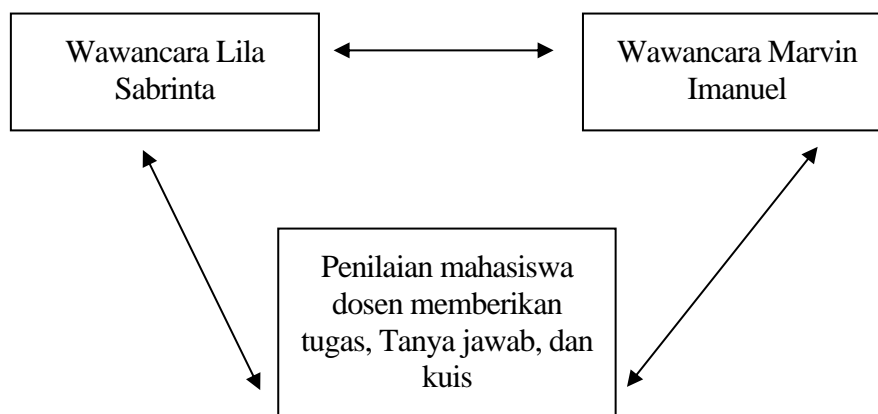 Wawancara Lila
Sabrinta
Wawancara Marvin
Imanuel
Penilaian mahasiswa
dosen memberikan
tugas, Tanya jawab, dan
kuis